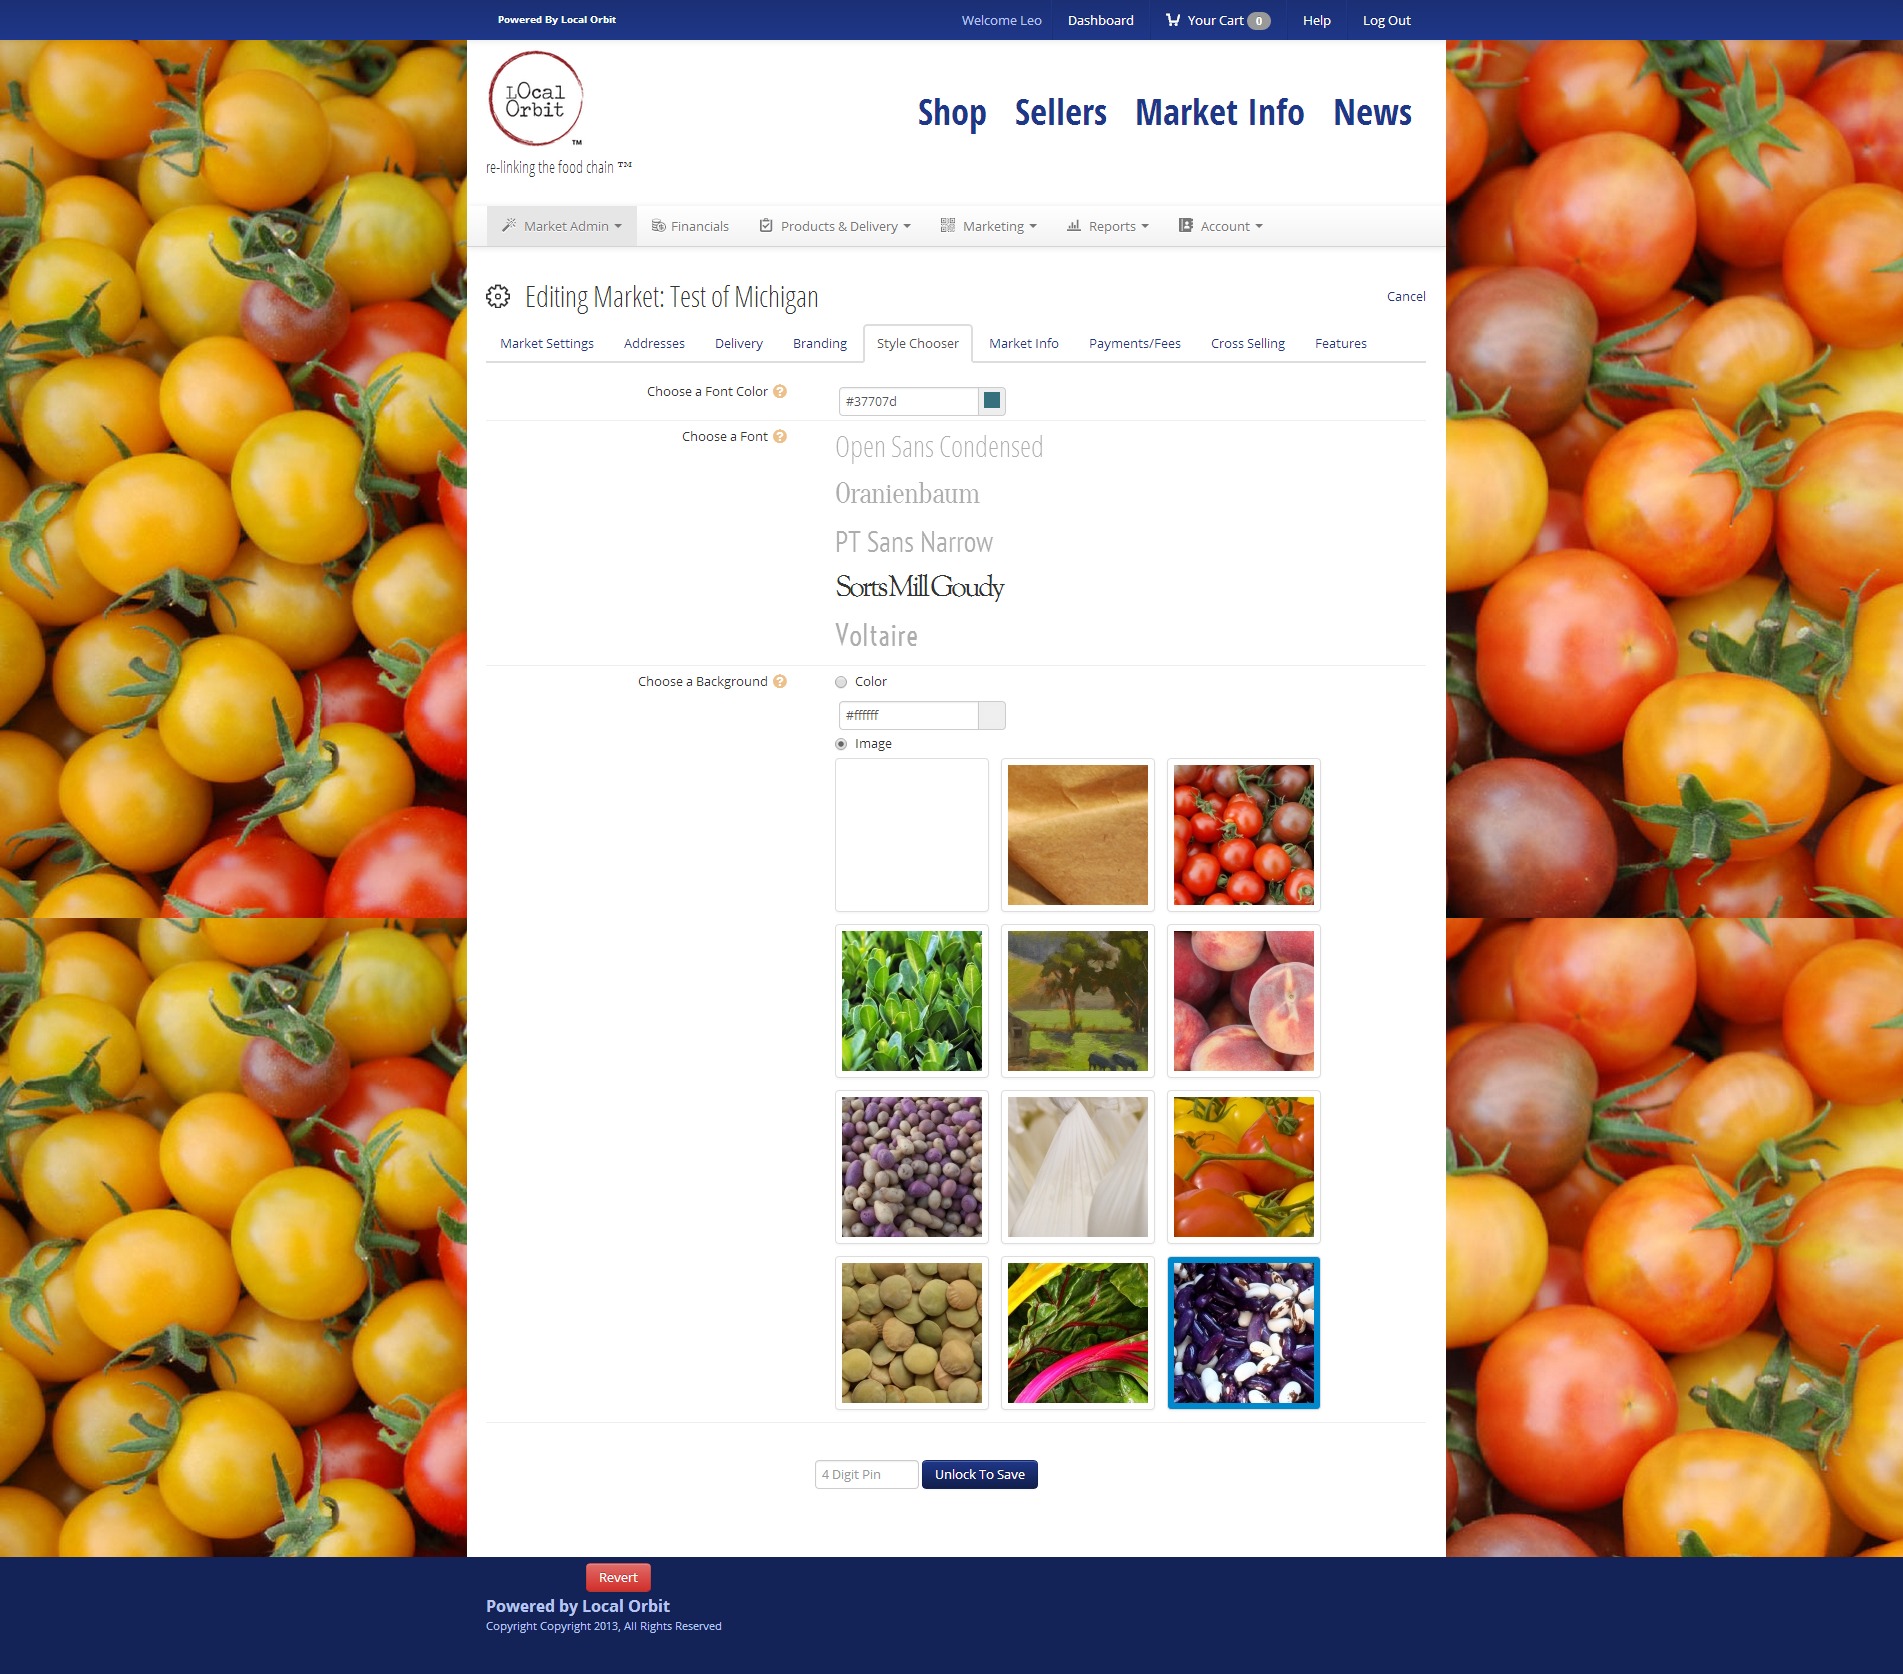 Powered By Local Orbit
Welcome Leo Dashboard Your Cart 0 Help Log Out
LOcal
Orbit
TM
re-linking the food chain ™
Shop Sellers Market Info News
Market Admin Financials Products & Delivery Marketing Reports Account
Editing Market: Test of Michigan
Cancel
Market Settings Addresses Delivery Branding Style Chooser Market Info Payments/Fees Cross Selling Features
Choose a Font Color ? #37707d
Choose a Font ? Open Sans Condensed
Oranienbaum
PT Sans Narrow
Sorts Mill Goudy
Voltaire
Choose a Background ? Color
#ffffff
Image
4 Digit Pin Unlock To Save
Revert
Powered by Local Orbit
Copyright Copyright 2013, All Rights Reserved